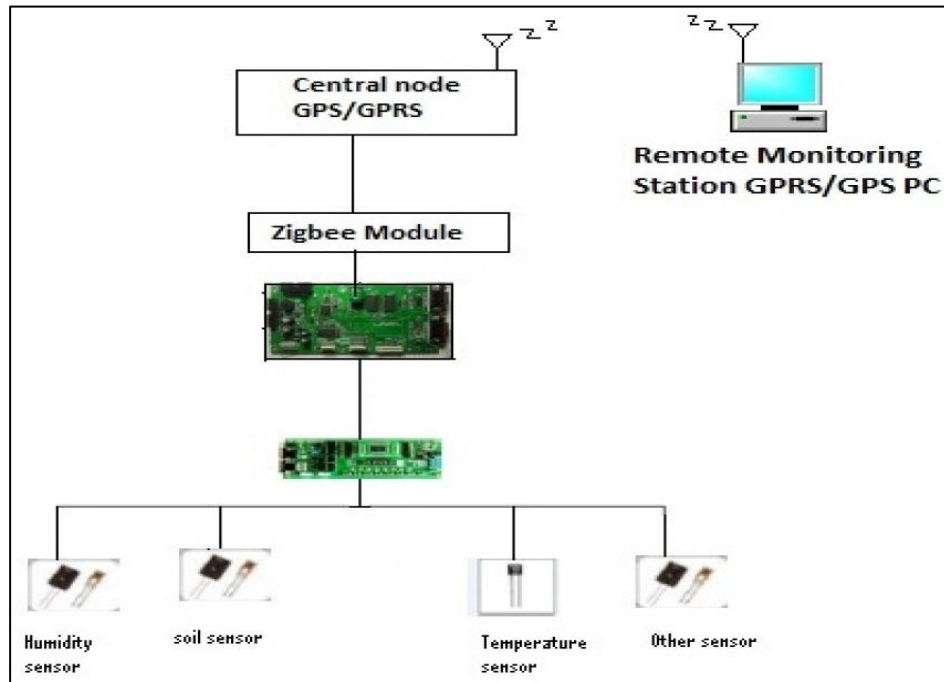 Central node
GPS/GPRS
Remote Monitoring
Station GPRS/GPS PC
Zigbee Module
Humidity
sensor
soil sensor
Temperature
sensor
Other sensor